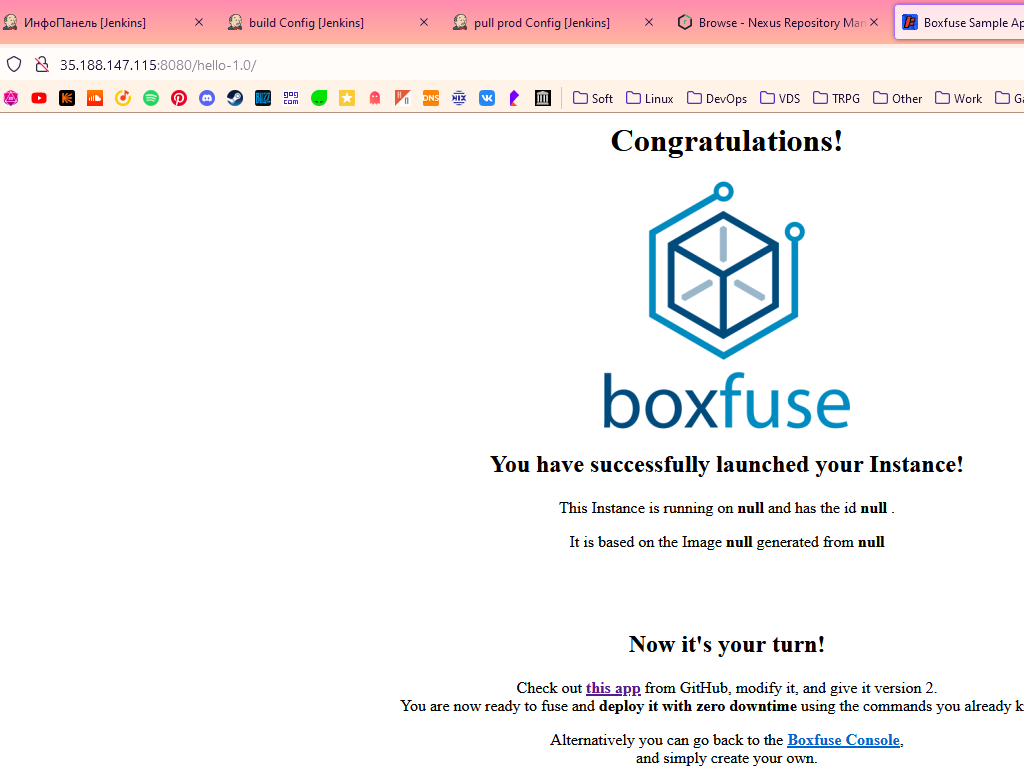 ИнфоПанель [Jenkins]
build Config [Jenkins]
pull prod Config [Jenkins]
Browse - Nexus Repository Man
Boxfuse Sample Ap
35.188.147.115:8080/hello-1.0/
GOG COM
DNS
Soft
Linux
DevOps
VDS
TRPG
Other
Work
Ga
Congratulations!
boxfuse
You have successfully launched your Instance!
This Instance is running on null and has the id null .
It is based on the Image null generated from null
Now it's your turn!
Check out this app from GitHub, modify it, and give it version 2.
You are now ready to fuse and deploy it with zero downtime using the commands you already k
Alternatively you can go back to the Boxfuse Console,
and simply create your own.